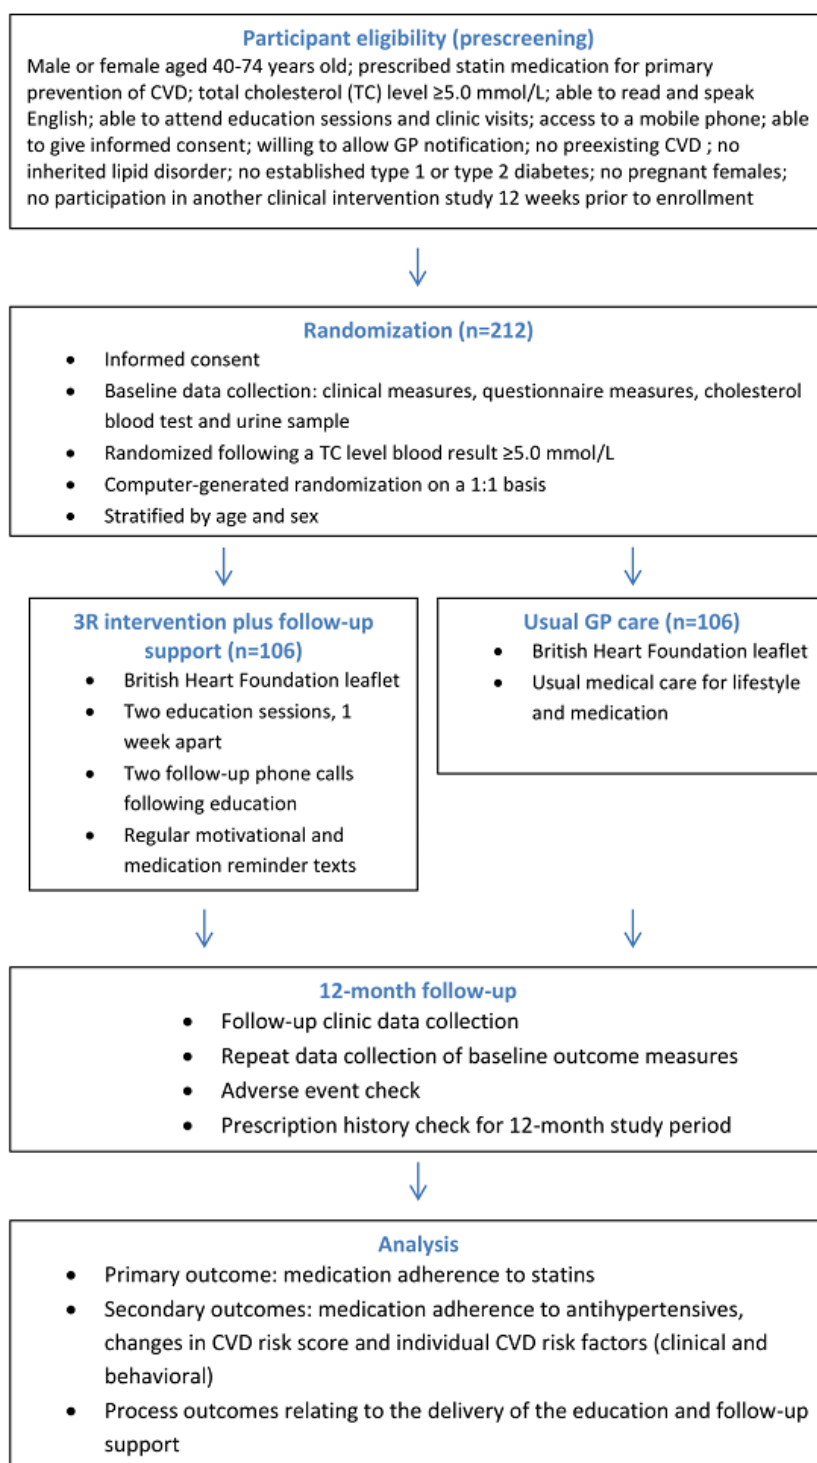 Participant eligibility (prescreening)
Male or female aged 40-74 years old; prescribed statin medication for primary
prevention of CVD; total cholesterol (TC) level ≥5.0 mmol/L; able to read and speak
English; able to attend education sessions and clinic visits; access to a mobile phone; able
to give informed consent; willing to allow GP notification; no preexisting CVD ; no
inherited lipid disorder; no established type 1 or type 2 diabetes; no pregnant females;
no participation in another clinical intervention study 12 weeks prior to enrollment
Randomization (n=212)
• Informed consent
• Baseline data collection: clinical measures, questionnaire measures, cholesterol
blood test and urine sample
• Randomized following a TC level blood result ≥5.0 mmol/L
• Computer-generated randomization on a 1:1 basis
• Stratified by age and sex
3R intervention plus follow-up
support (n=106)
• British Heart Foundation leaflet
• Two education sessions, 1
week apart
• Two follow-up phone calls
following education
• Regular motivational and
medication reminder texts
Usual GP care (n=106)
• British Heart Foundation leaflet
• Usual medical care for lifestyle
and medication
12-month follow-up
• Follow-up clinic data collection
• Repeat data collection of baseline outcome measures
• Adverse event check
• Prescription history check for 12-month study period
Analysis
• Primary outcome: medication adherence to statins
• Secondary outcomes: medication adherence to antihypertensives,
changes in CVD risk score and individual CVD risk factors (clinical and
behavioral)
• Process outcomes relating to the delivery of the education and follow-up
support